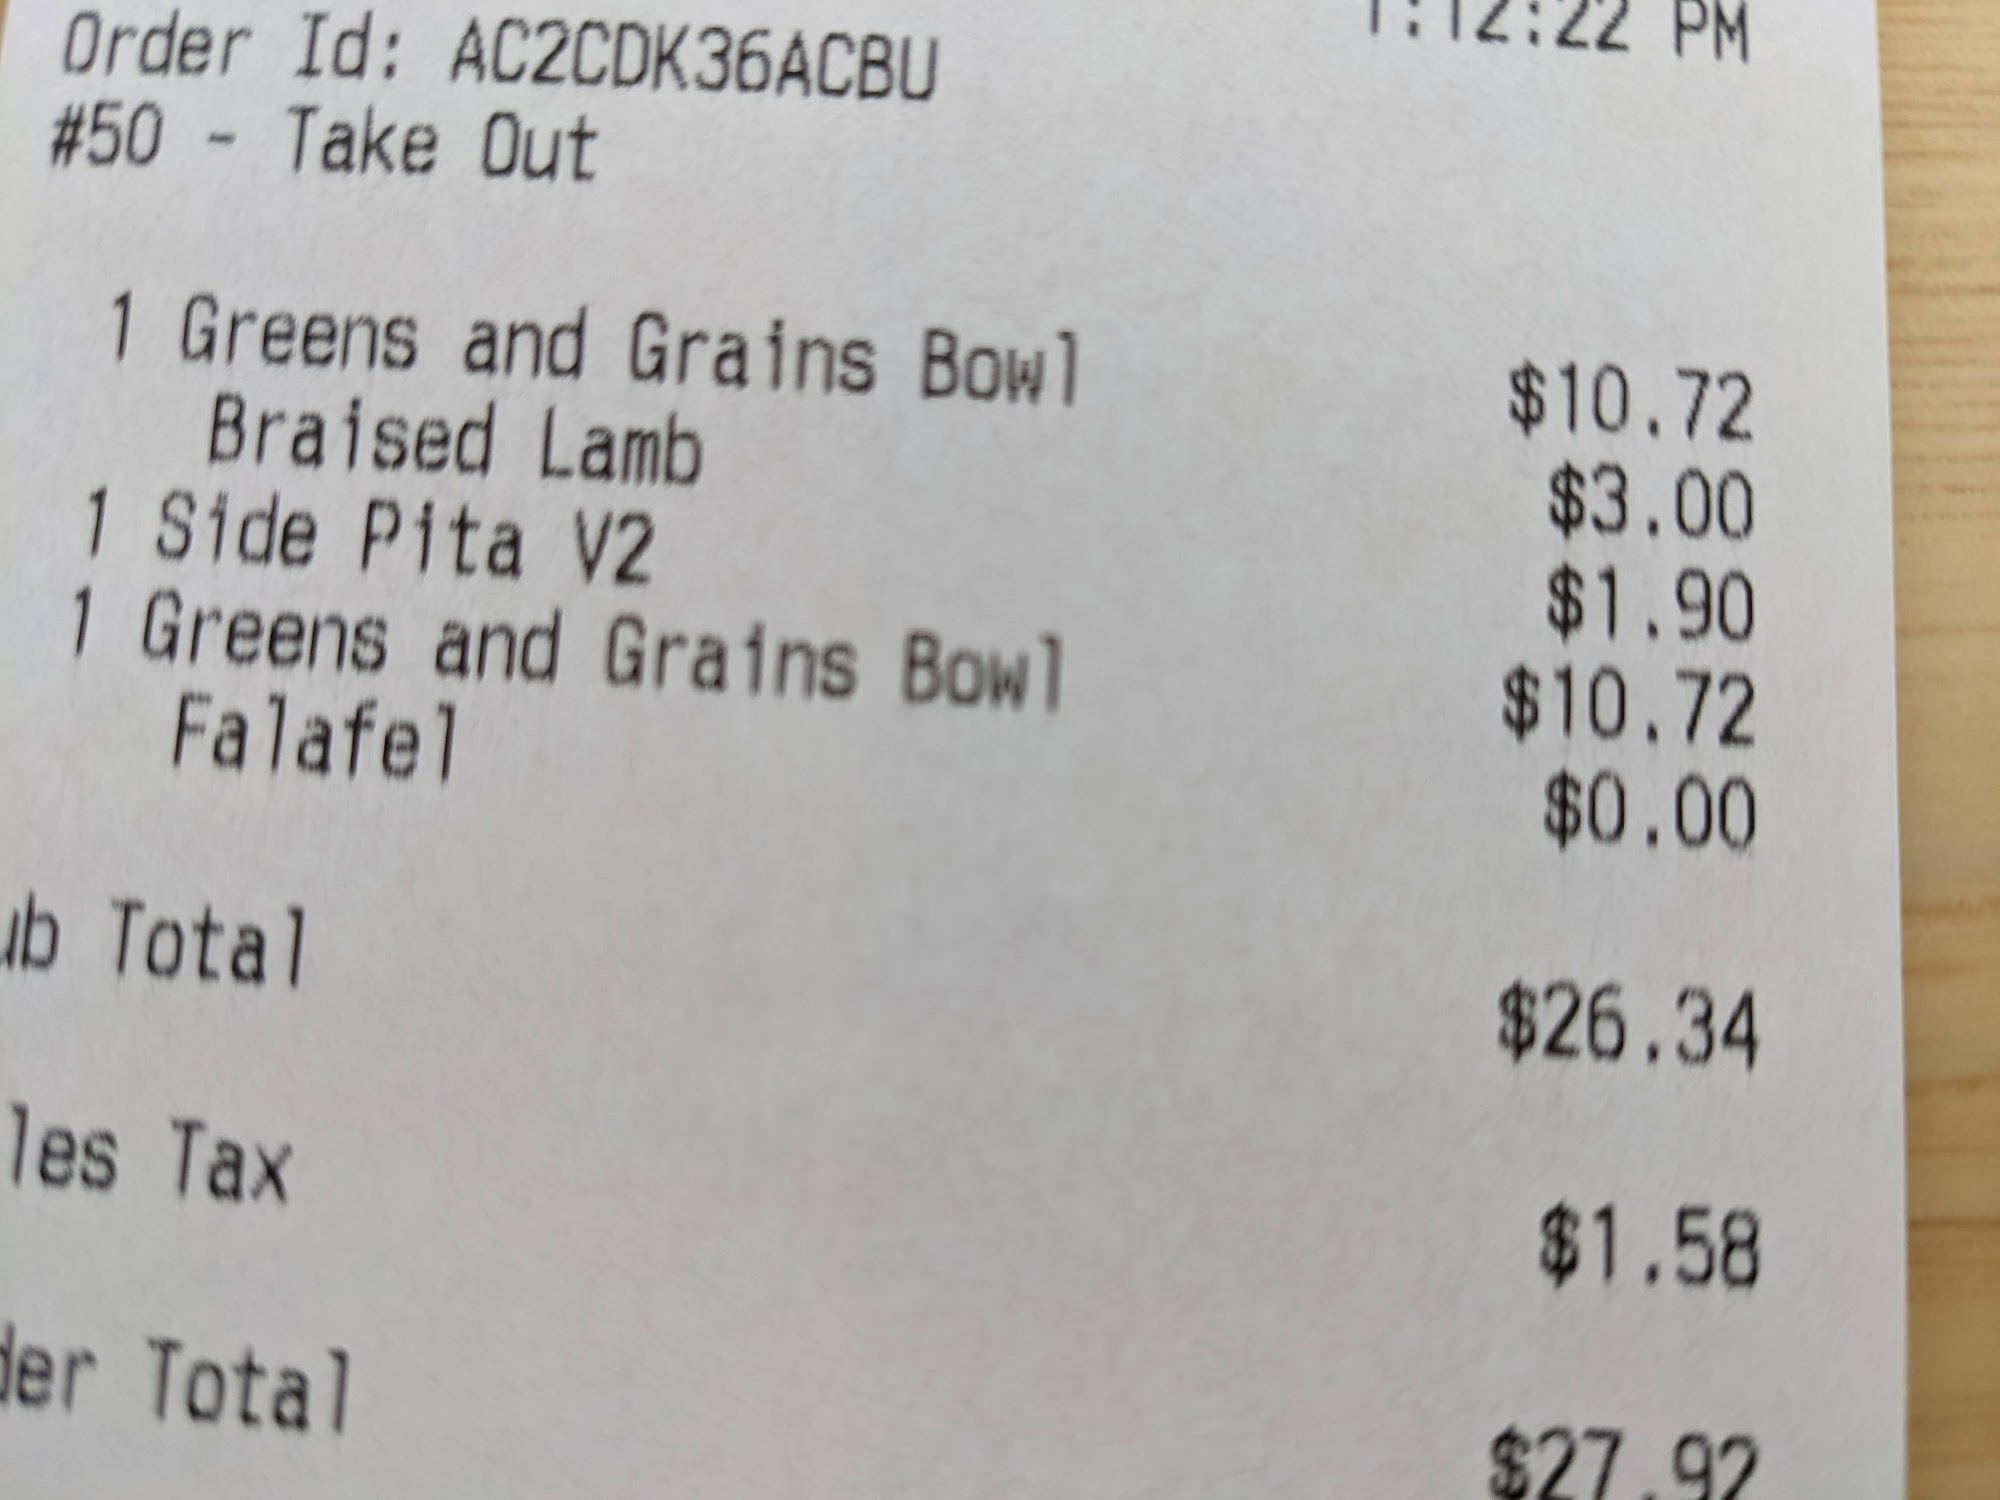 1:12:22 PM
Order Id: AC2CDK36ACBU
#50 - Take Out
1 Greens and Grains Bowl $10.72
Braised Lamb $3.00
1 Side Pita V2 $1.90
1 Greens and Grains Bowl $10.72
Falafel $0.00
ub Total $26.34
les Tax $1.58
der Total $27.92